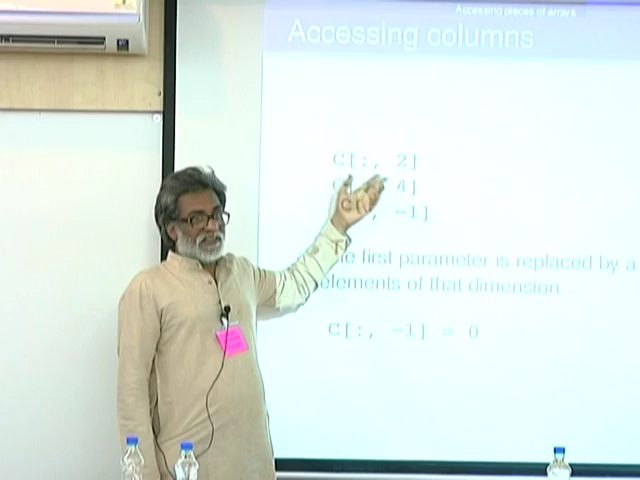 Accessing pieces of arrays
Accessing columns
C[:, 2]
4]
, -1]
first parameter is replaced by a
elements of that dimension
C[:, -1] = 0